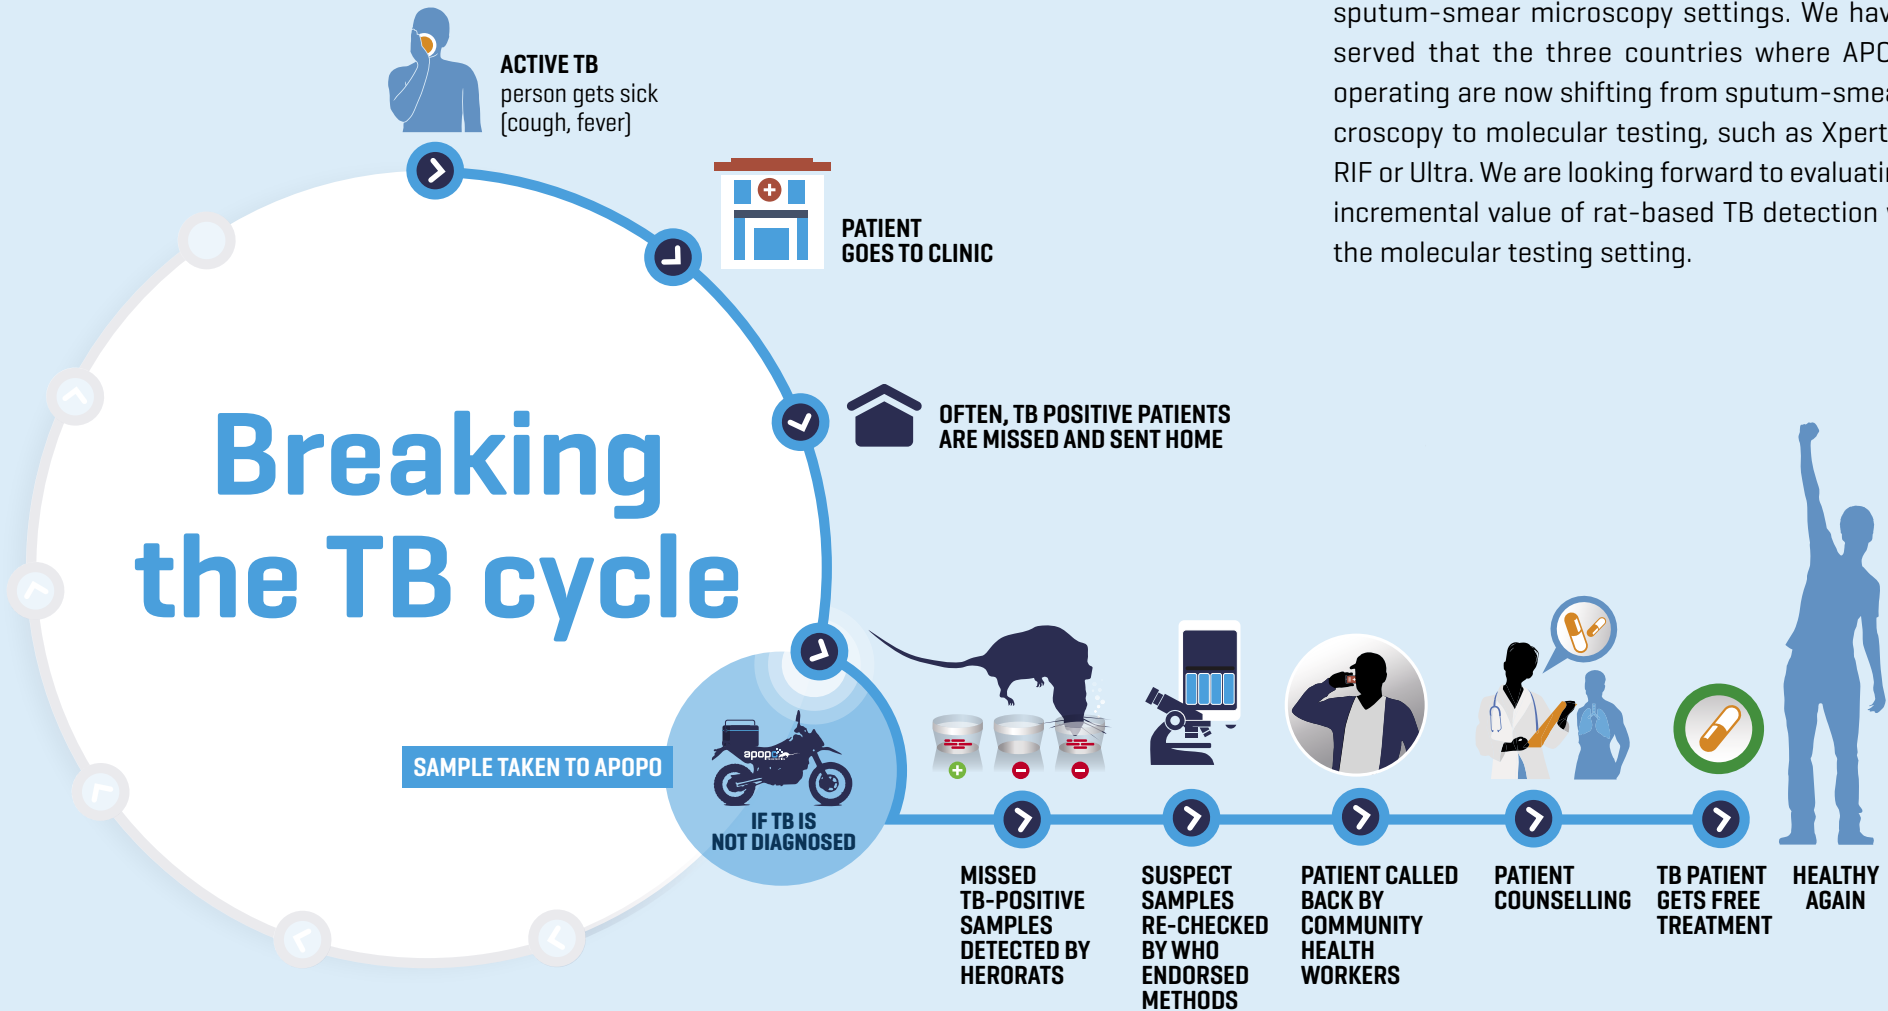 sputum-smear microscopy settings. We
served that the three countries where
operating are now shifting from
croscopy to molecular testing, such as Xpert
RIF or Ultra. We are looking forward to
incremental value of rat-based TB detection
the molecular testing setting.
ACTIVE TB
person gets sick
(cough, fever)
PATIENT
GOES TO CLINIC
OFTEN, TB POSITIVE PATIENTS
ARE MISSED AND SENT HOME
Breaking
the TB cycle
SAMPLE TAKEN TO APOPO
apopo
IF TB IS
NOT DIAGNOSED
MISSED
TB-POSITIVE
SAMPLES
DETECTED BY
HERORATS
SUSPECT
SAMPLES
RE-CHECKED
BY WHO
ENDORSED
METHODS
PATIENT CALLED
BACK BY
COMMUNITY
HEALTH
WORKERS
PATIENT
COUNSELLING
TB PATIENT
GETS FREE
TREATMENT
HEALTHY
AGAIN